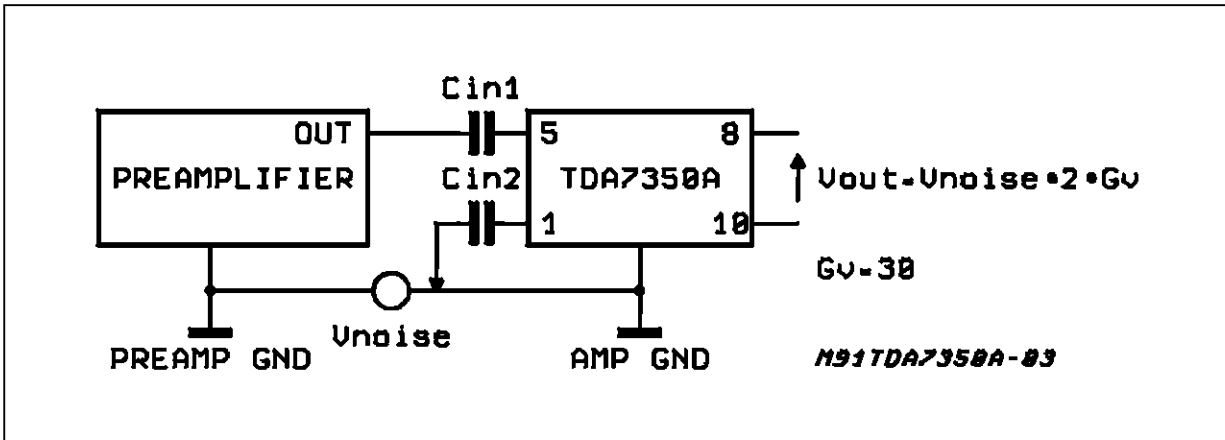 Cin1
OUT
PREAMPLIFIER
Cin2
5
8
TDA7350A
1
10
Vout=Vnoise*2*Gv
Gv=30
Vnoise
PREAMP GND
AMP GND
M91TDA7350A-03